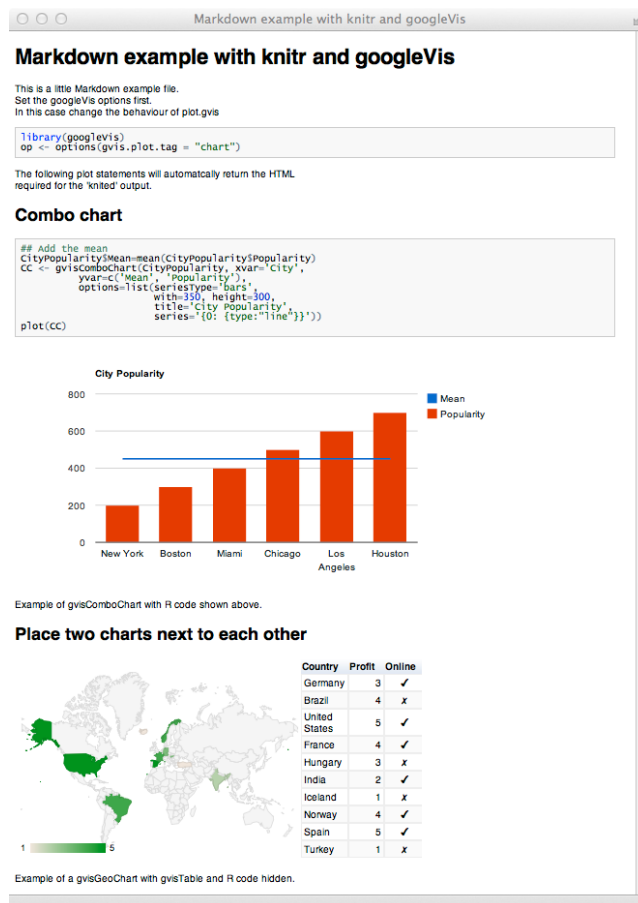 Markdown example with knitr and googleVis
Markdown example with knitr and googleVis
This is a little Markdown example file.
Set the googleVis options first.
In this case change the behaviour of plot.gvis
library(googleVis)
op <- options(gvis.plot.tag = "chart")
The following plot statements will automatcally return the HTML
required for the 'knited' output.
Combo chart
## Add the mean
CityPopularity$Mean=mean(CityPopularity$Popularity)
CC <- gvisComboChart(CityPopularity, xvar='City',
yvar=c('Mean', 'Popularity'),
options=list(seriesType='bars',
with=350, height=300,
title='City Popularity',
series='{0: {type:"line"}}'))
plot(CC)
City Popularity
800
600
400
200
0
Mean
Popularity
New York Boston Miami Chicago Los Angeles Houston
Example of gvisComboChart with R code shown above.
Place two charts next to each other
Country Profit Online
Germany 3 ✓
Brazil 4 ✗
United States 5 ✓
France 4 ✓
Hungary 3 ✗
India 2 ✓
Iceland 1 ✗
Norway 4 ✓
Spain 5 ✓
Turkey 1 ✗
1 5
Example of a gvisGeoChart with gvisTable and R code hidden.